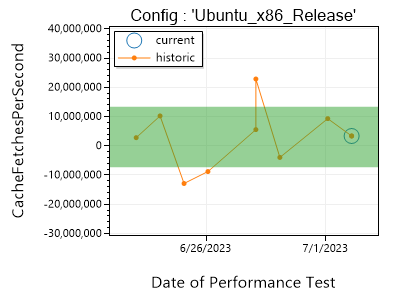 Config : 'Ubuntu_x86_Release'
CacheFetchesPerSecond
40,000,000
30,000,000
20,000,000
10,000,000
0
-10,000,000
-20,000,000
-30,000,000
current
historic
6/26/2023
7/1/2023
Date of Performance Test